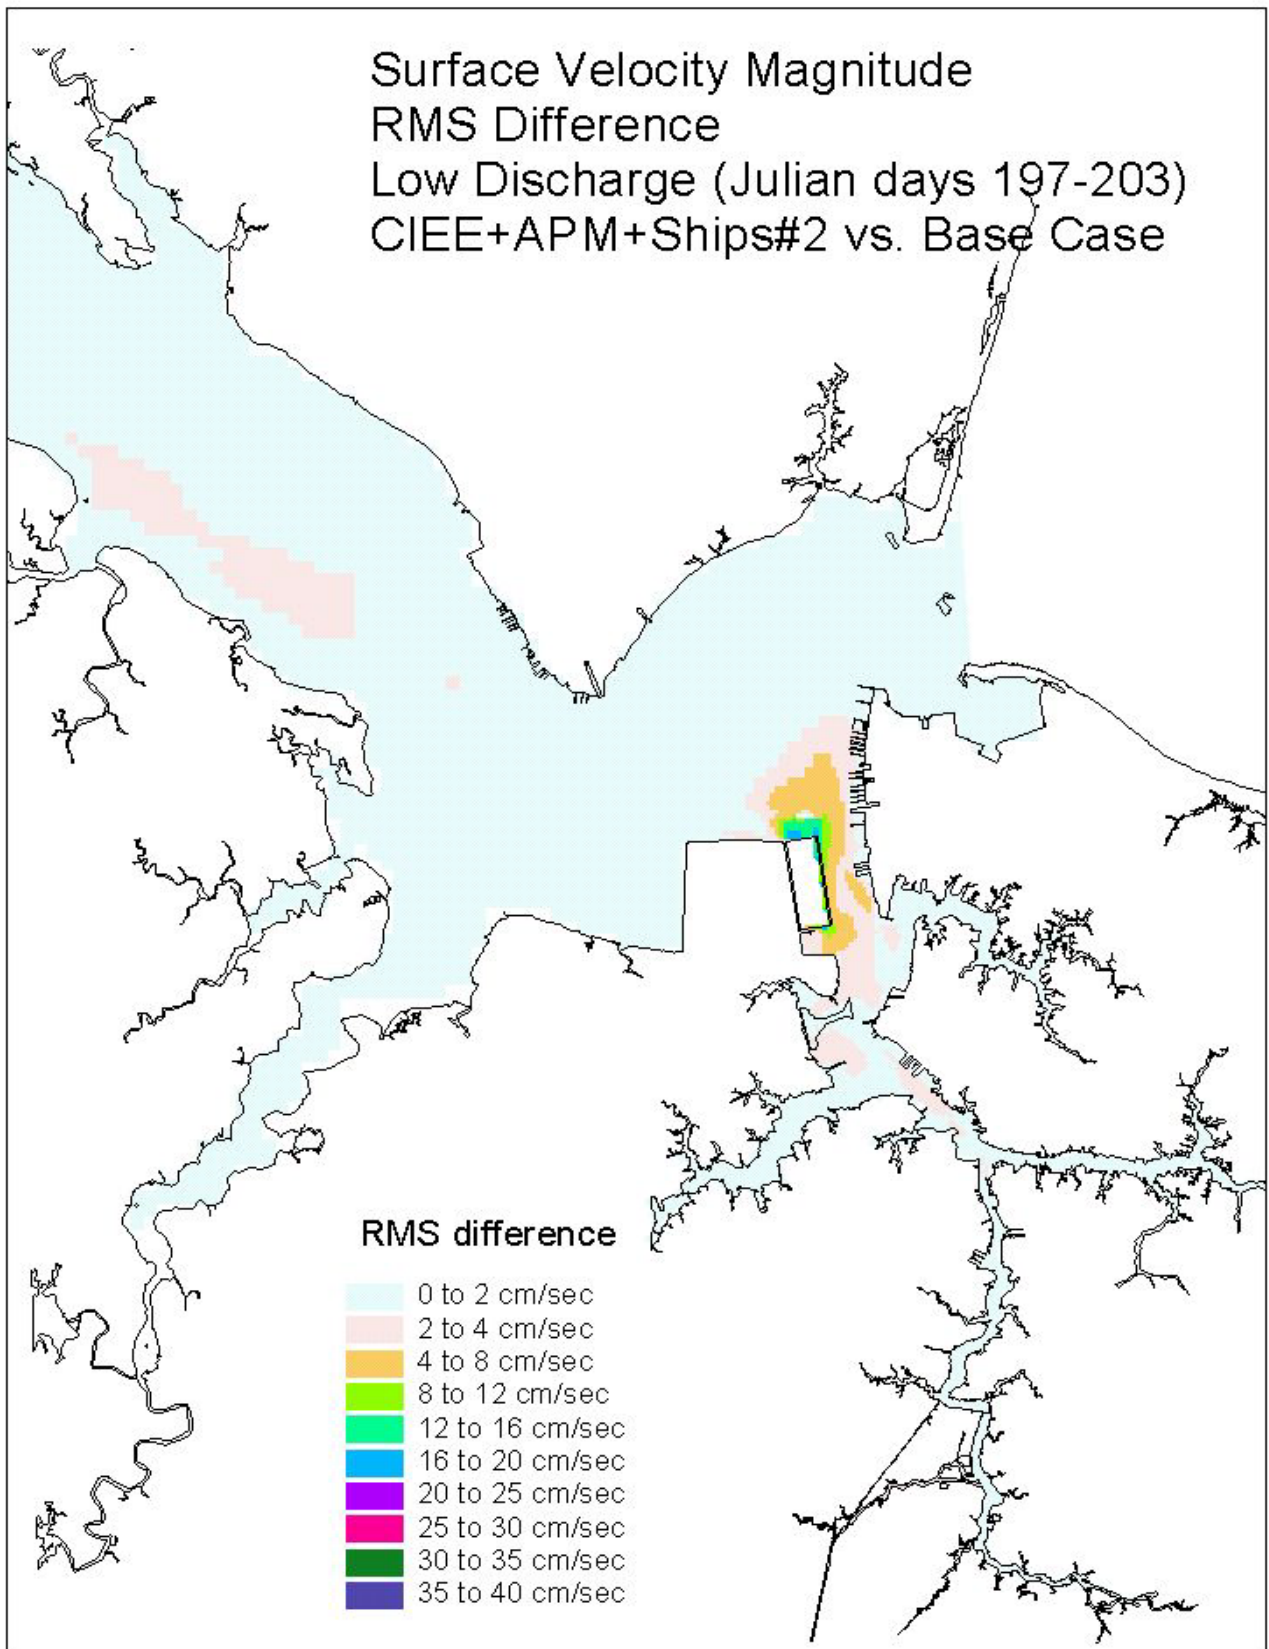 Surface Velocity Magnitude
RMS Difference
Low Discharge (Julian days 197-203)
CIEE+APM+Ships#2 vs. Base Case
RMS difference
0 to 2 cm/sec
2 to 4 cm/sec
4 to 8 cm/sec
8 to 12 cm/sec
12 to 16 cm/sec
16 to 20 cm/sec
20 to 25 cm/sec
25 to 30 cm/sec
30 to 35 cm/sec
35 to 40 cm/sec